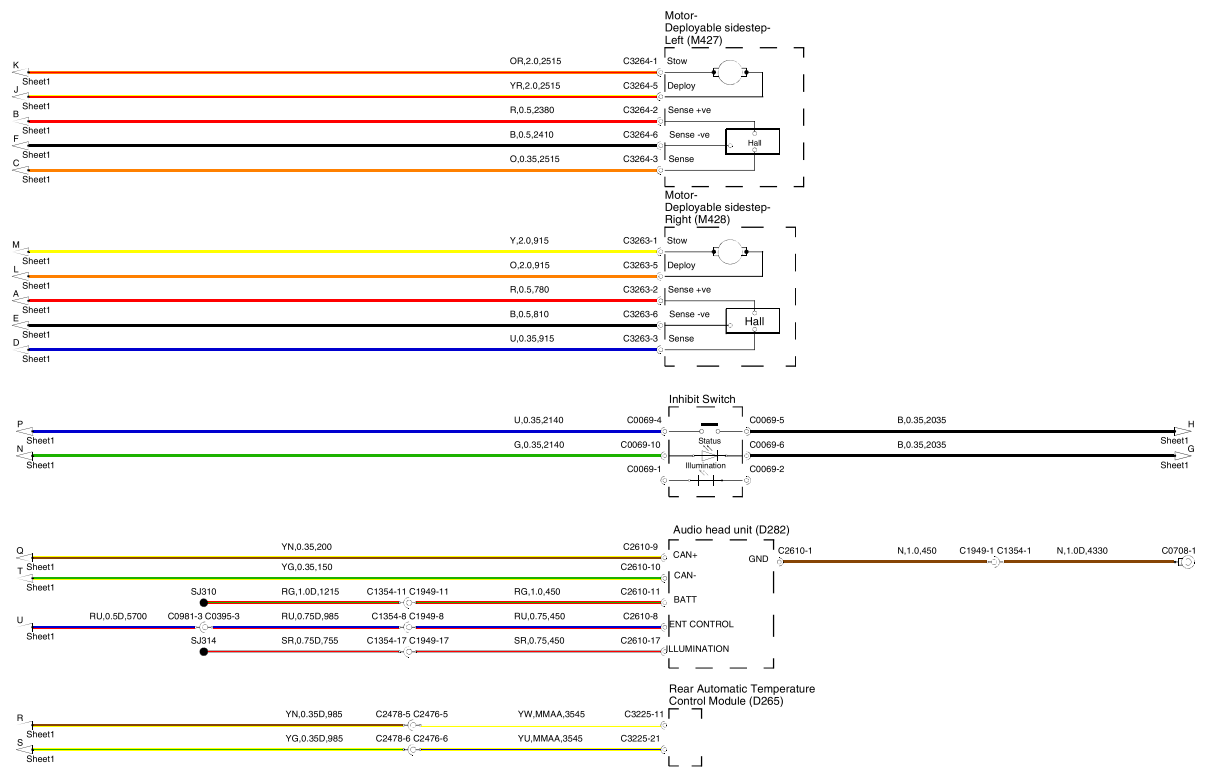 Motor-
Deployable sidestep-
Left (M427)
K OR,2.0,2515 C3264-1 Stow
Sheet1
J YR,2.0,2515 C3264-5 Deploy
Sheet1
B R,0.5,2380 C3264-2 Sense +ve
Sheet1
F B,0.5,2410 C3264-6 Sense -ve
Hall
Sheet1
C O,0.35,2515 C3264-3 Sense
Sheet1
Motor-
Deployable sidestep-
Right (M428)
M Y,2.0,915 C3263-1 Stow
Sheet1
L O,2.0,915 C3263-5 Deploy
Sheet1
A R,0.5,780 C3263-2 Sense +ve
Sheet1
E B,0.5,810 C3263-6 Sense -ve
Hall
Sheet1
D U,0.35,915 C3263-3 Sense
Sheet1
Inhibit Switch
P U,0.35,2140 C0069-4 C0069-5 B,0.35,2035 H
Sheet1 Status Sheet1
N G,0.35,2140 C0069-10 C0069-6 B,0.35,2035 G
Sheet1 Illumination Sheet1
C0069-1 C0069-2
Audio head unit (D282)
Q YN,0.35,200 C2610-9 CAN+ GND C2610-1 N,1.0,450 C1949-1 C1354-1 N,1.0D,4330 C0708-1
Sheet1
T YG,0.35,150 C2610-10 CAN-
Sheet1
SJ310 RG,1.0D,1215 C1354-11 C1949-11 RG,1.0,450 C2610-11 BATT
U RU,0.5D,5700 C0981-3 C0395-3 RU,0.75D,985 C1354-8 C1949-8 RU,0.75,450 C2610-8 ENT CONTROL
Sheet1
SJ314 SR,0.75D,755 C1354-17 C1949-17 SR,0.75,450 C2610-17 ILLUMINATION
Rear Automatic Temperature
Control Module (D265)
R YN,0.35D,985 C2478-5 C2476-5 YW,MMAA,3545 C3225-11
Sheet1
S YG,0.35D,985 C2478-6 C2476-6 YU,MMAA,3545 C3225-21
Sheet1